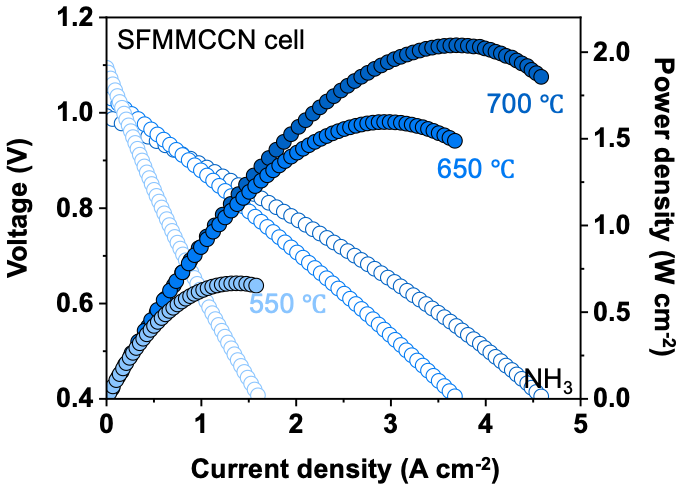 SFMMCCN cell
1.2
1.0
0.8
0.6
0.4
Voltage (V)
2.0
1.5
1.0
0.5
0.0
Power density (W cm-2)
700 ℃
650 ℃
550 ℃
NH3
0 1 2 3 4 5
Current density (A cm-2)